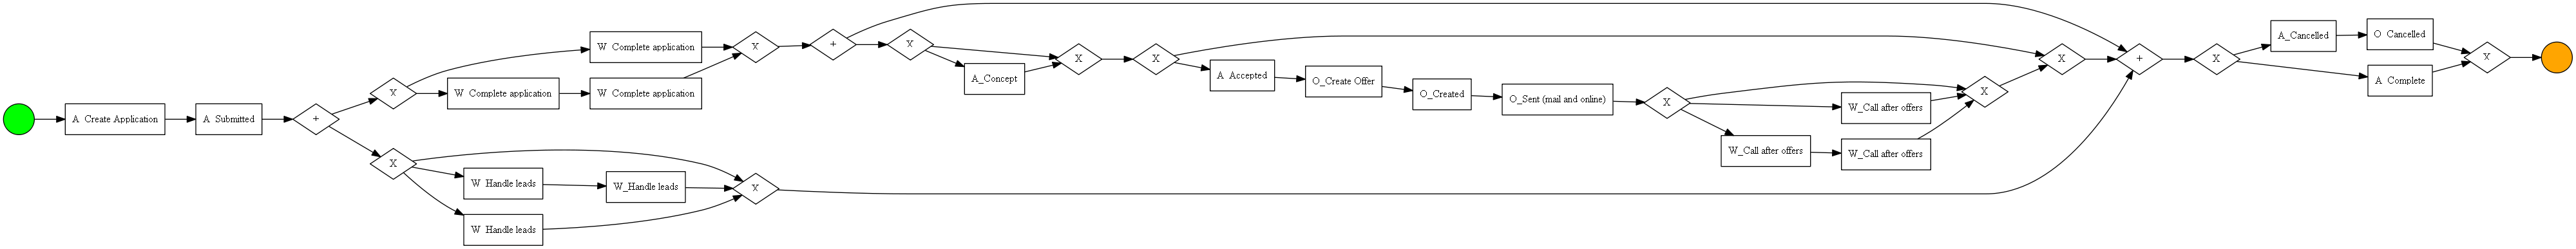 A_Create Application
A_Submitted
+
X
W_Complete application
W_Complete application
W_Complete application
X
+
X
A_Concept
X
X
A_Accepted
O_Create Offer
O_Created
O_Sent (mail and online)
X
W_Call after offers
W_Call after offers
W_Call after offers
X
X
X
W_Handle leads
W_Handle leads
W_Handle leads
X
+
X
A_Cancelled
O_Cancelled
A_Complete
X